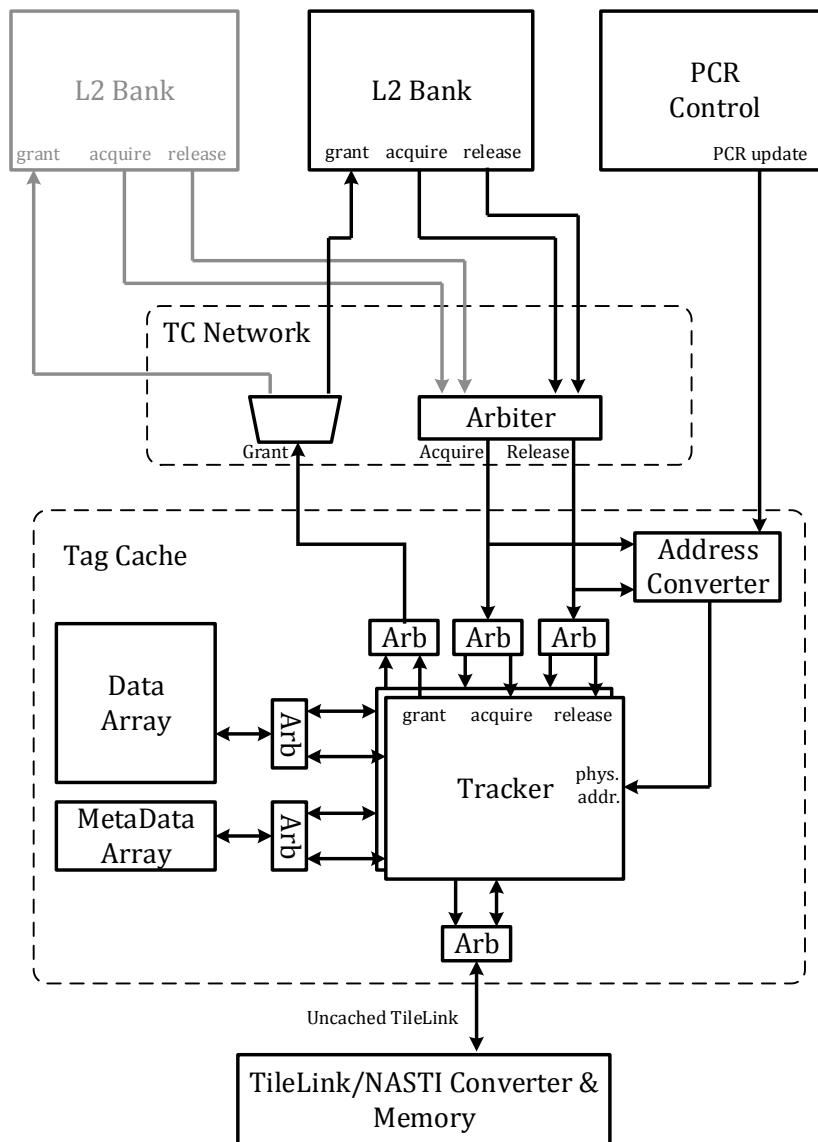 L2 Bank
grant acquire release
L2 Bank
grant acquire release
PCR
Control
PCR update
TC Network
Arbiter
Grant
Acquire Release
Tag Cache
Address
Converter
Arb
Arb
Arb
Data
Array
Arb
grant acquire release
Tracker
phys.
addr.
MetaData
Array
Arb
Arb
Uncached TileLink
TileLink/NASTI Converter &
Memory